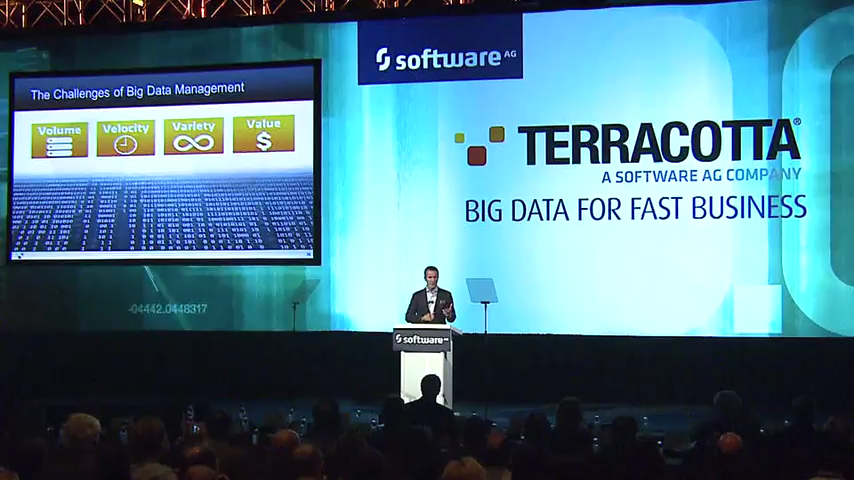 software AG
The Challenges of Big Data Management
Volume
Velocity
Variety
Value
$
TERRACOTTA®
A SOFTWARE AG COMPANY
BIG DATA FOR FAST BUSINESS
-04442.0448317
software AG